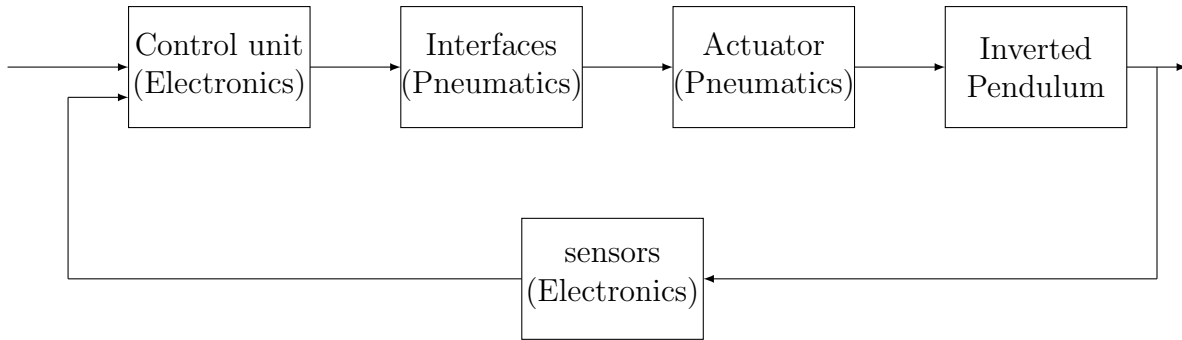 Control unit
(Electronics)
Interfaces
(Pneumatics)
Actuator
(Pneumatics)
Inverted
Pendulum
sensors
(Electronics)